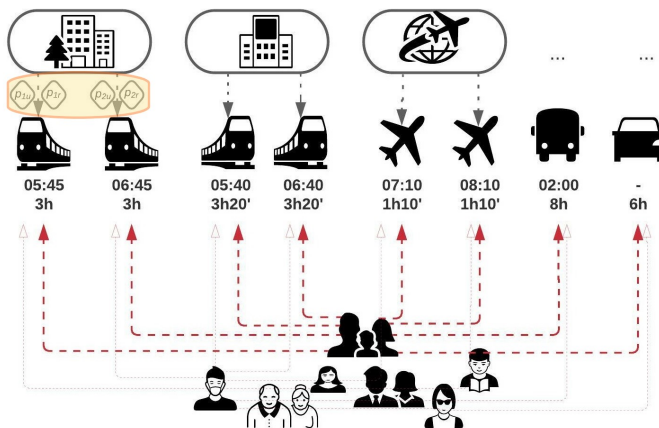 ... ...
p1u p1r p2u p2r
05:45 06:45 05:40 06:40 07:10 08:10 02:00 -
3h 3h 3h20' 3h20' 1h10' 1h10' 8h 6h